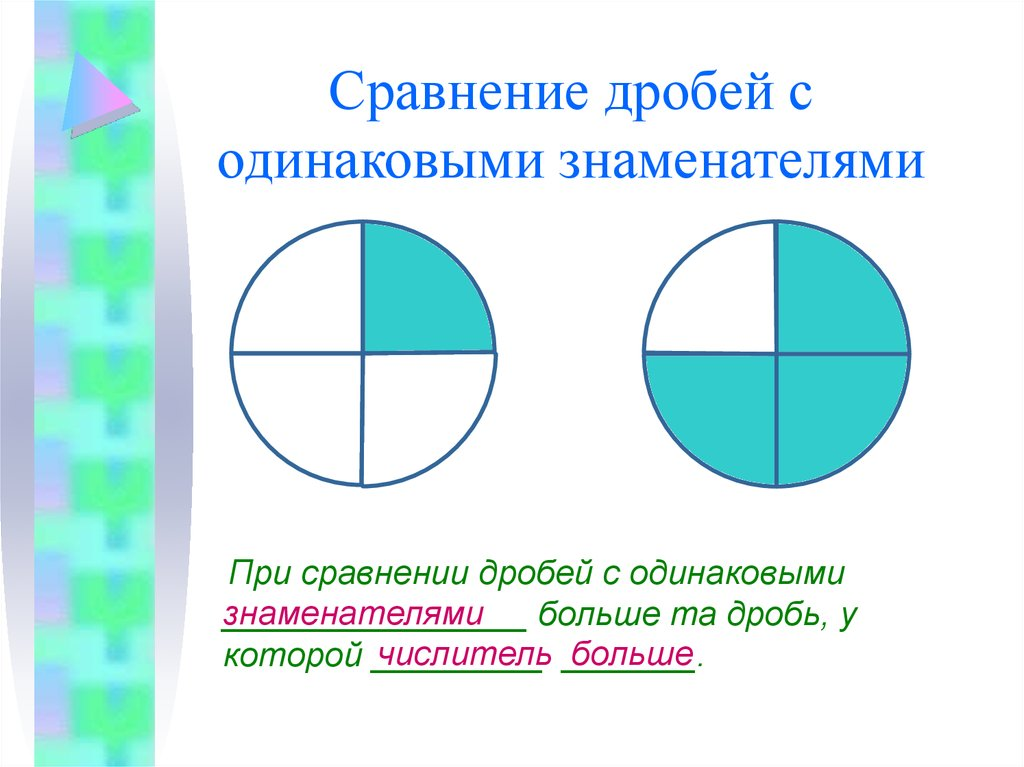 Сравнение дробей с
одинаковыми знаменателями
При сравнении дробей с одинаковыми
знаменателями больше та дробь, у
которой числитель больше.